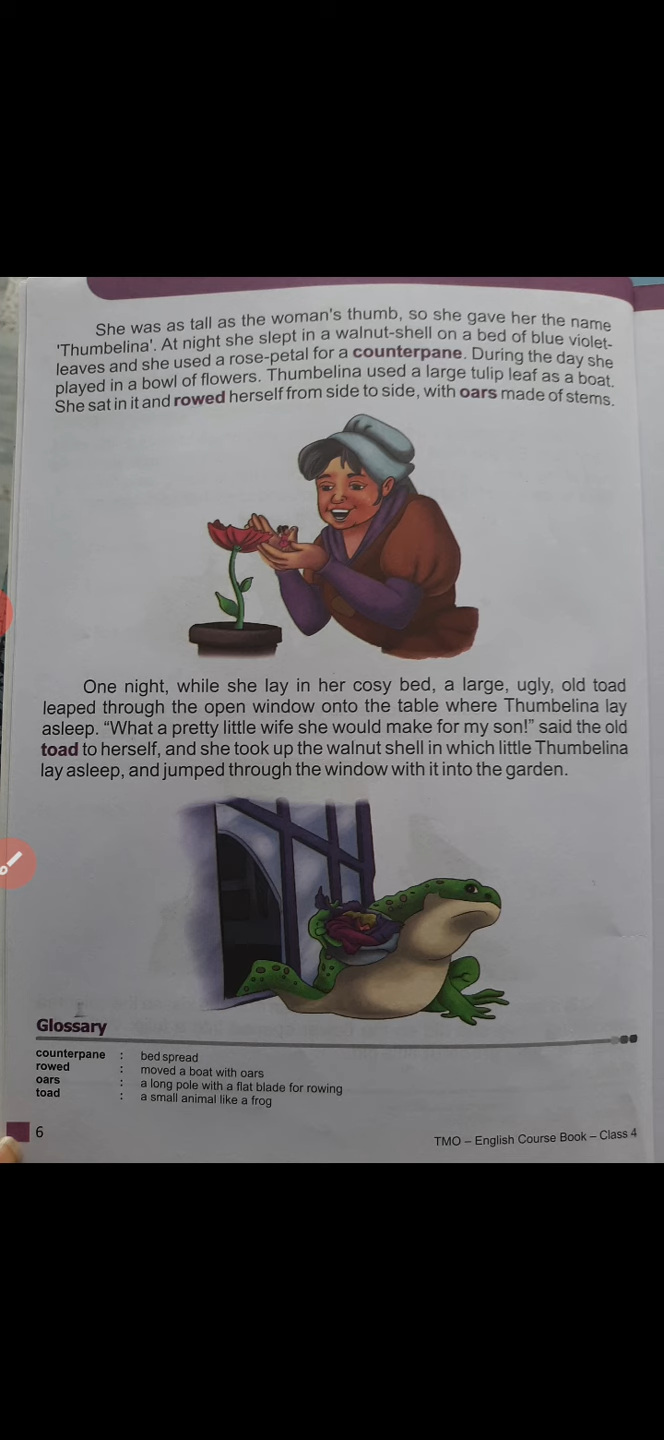 She was as tall as the woman's thumb, so she gave her the name
'Thumbelina'. At night she slept in a walnut-shell on a bed of blue violet-
leaves and she used a rose-petal for a counterpane. During the day she
played in a bowl of flowers. Thumbelina used a large tulip leaf as a boat.
She sat in it and rowed herself from side to side, with oars made of stems.
One night, while she lay in her cosy bed, a large, ugly, old toad
leaped through the open window onto the table where Thumbelina lay
asleep. “What a pretty little wife she would make for my son!” said the old
toad to herself, and she took up the walnut shell in which little Thumbelina
lay asleep, and jumped through the window with it into the garden.
Glossary
counterpane : bed spread
rowed : moved a boat with oars
oars : a long pole with a flat blade for rowing
toad : a small animal like a frog
6
TMO – English Course Book – Class 4